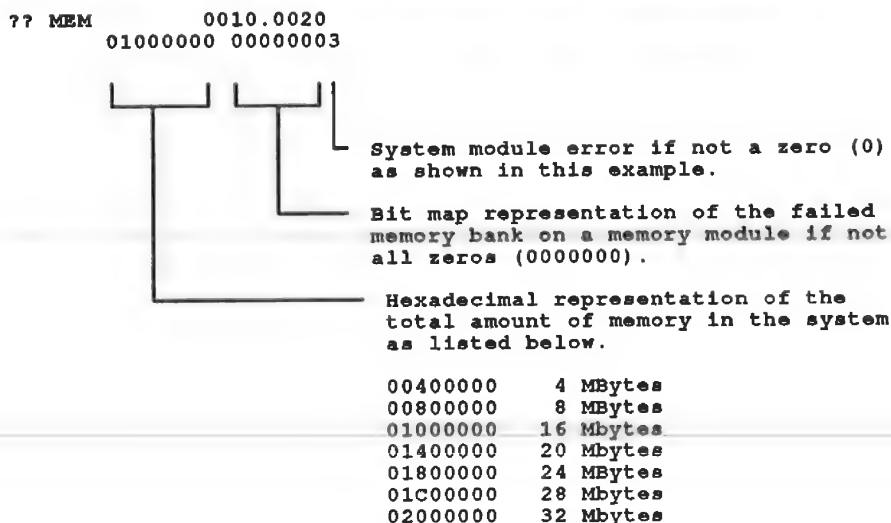 ?? MEM 0010.0020
01000000 00000003
System module error if not a zero (0)
as shown in this example.
Bit map representation of the failed
memory bank on a memory module if not
all zeros (0000000).
Hexadecimal representation of the
total amount of memory in the system
as listed below.
00400000 4 MBytes
00800000 8 MBytes
01000000 16 Mbytes
01400000 20 Mbytes
01800000 24 MBytes
01C00000 28 Mbytes
02000000 32 Mbytes